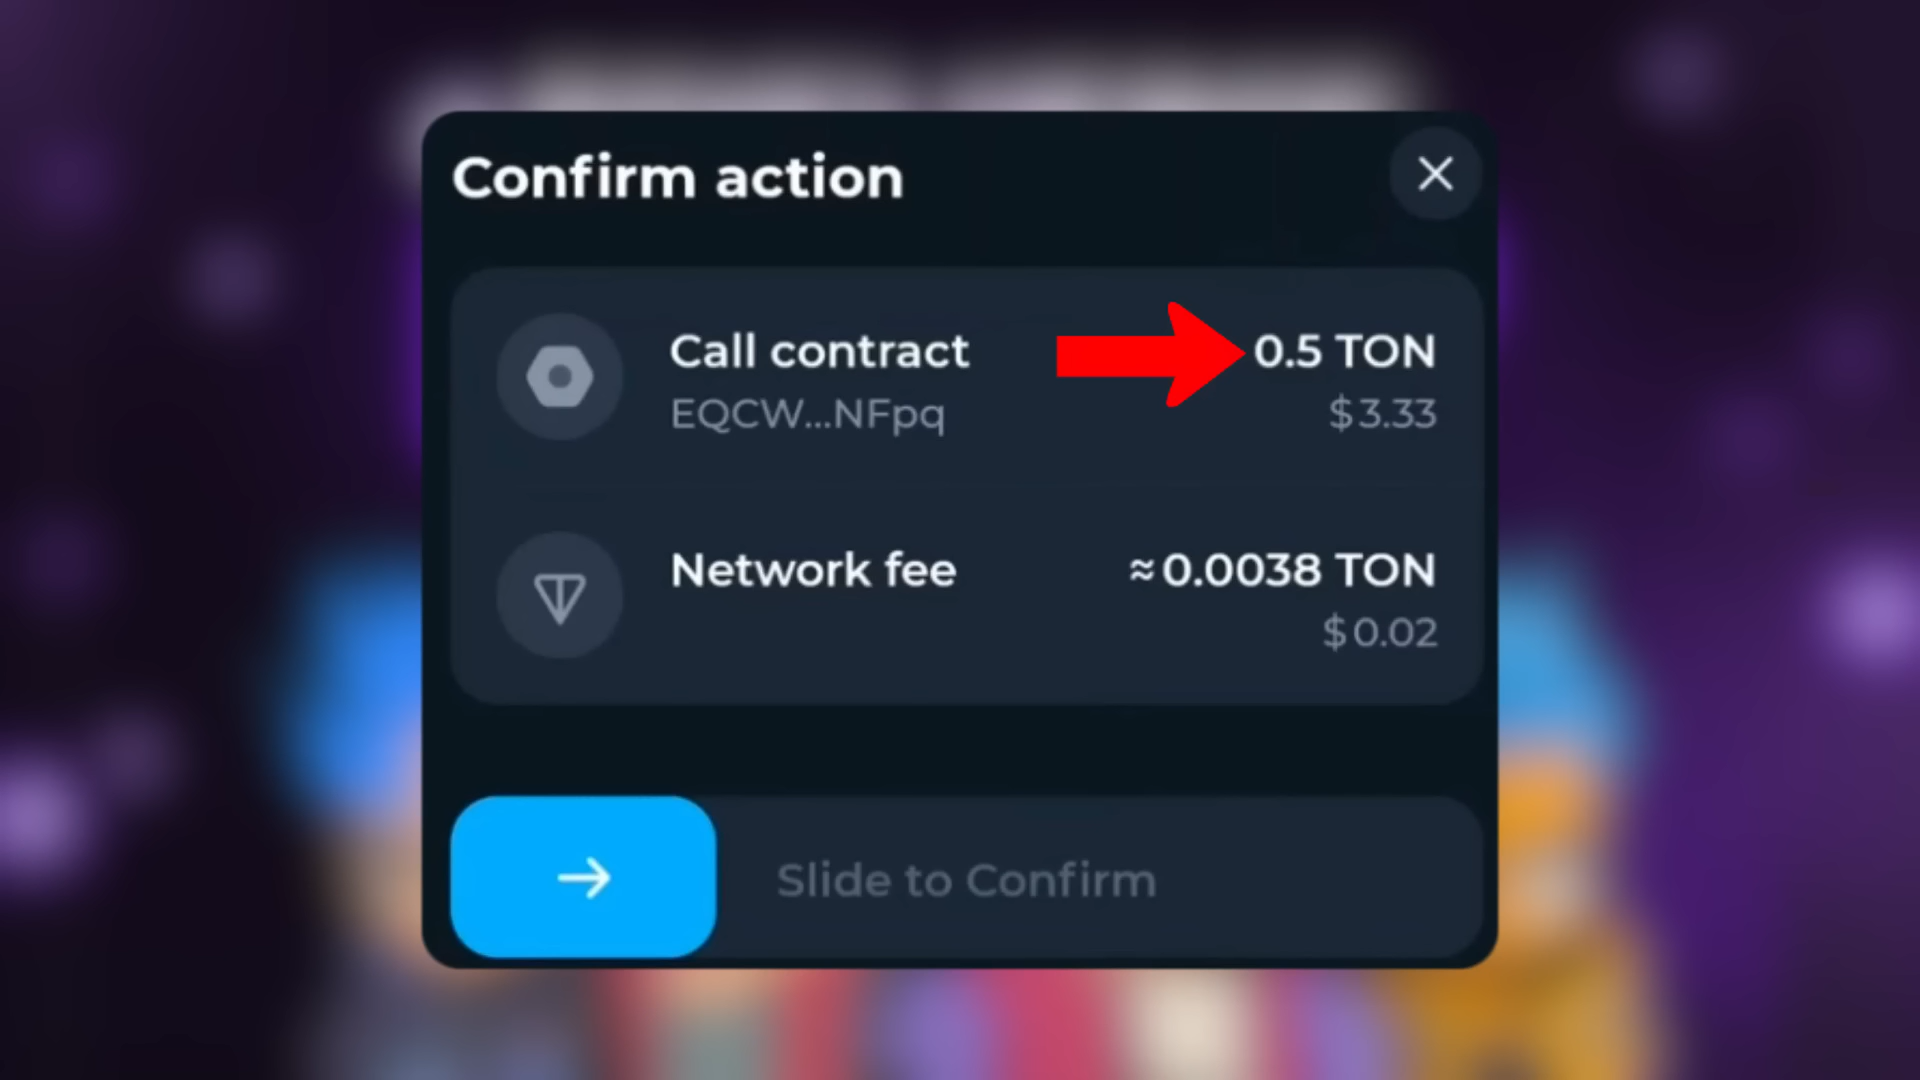 Confirm action
Call contract 0.5 TON
EQCW...NFpq $3.33
Network fee ≈0.0038 TON
$0.02
Slide to Confirm